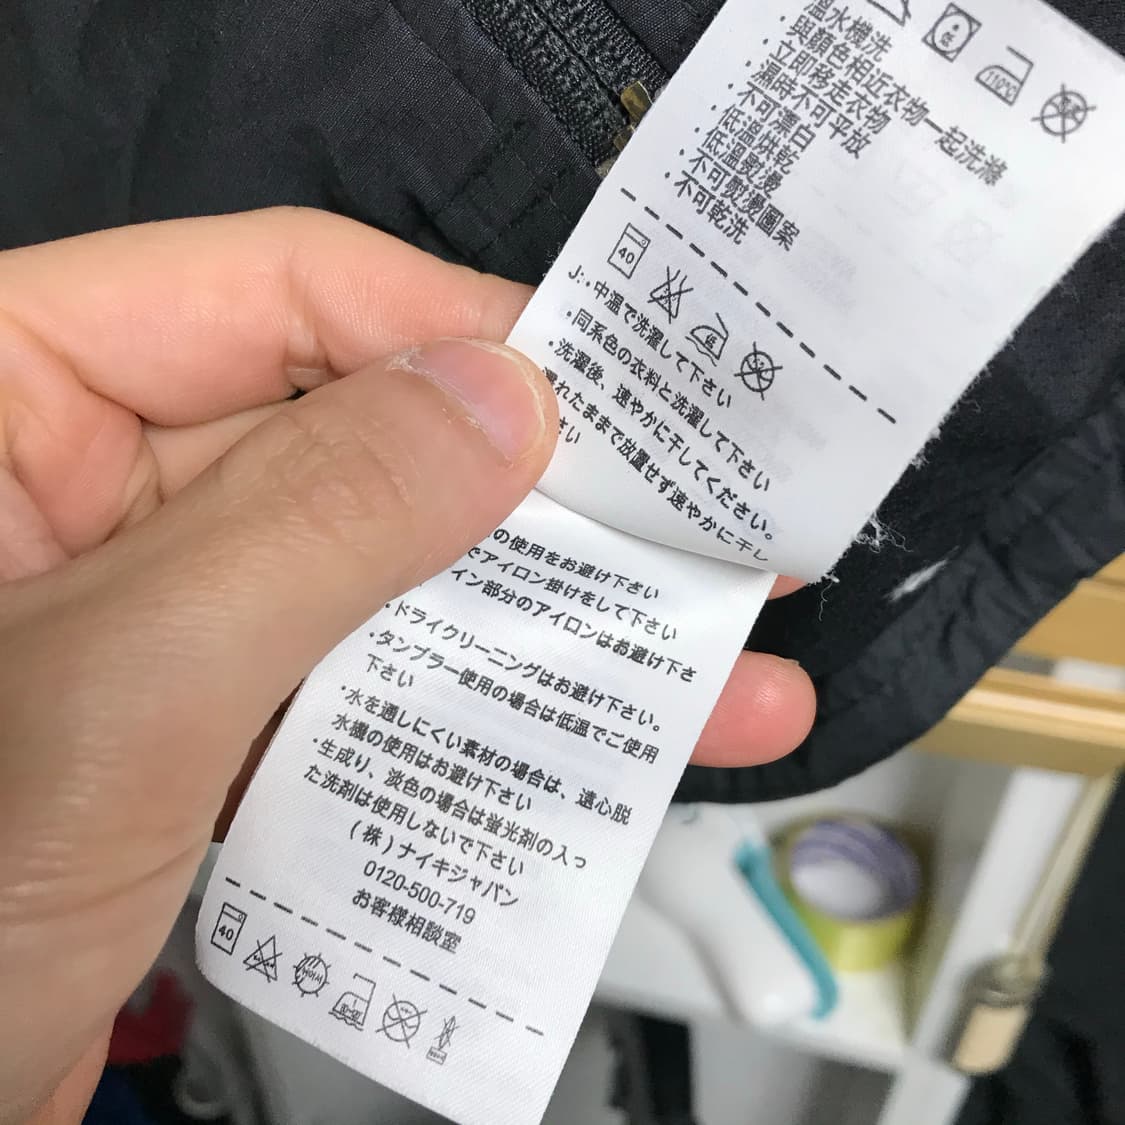 低
110℃
溫水機洗
·與顏色相近衣物一起洗滌
·立即移走衣物
·濕時不可平放
·不可漂白
·低溫烘乾
·低溫熨燙
·不可熨燙圖案
·不可乾洗
40
低
J:·中温で洗濯して下さい
·同系色の衣料と洗濯して下さい
·洗濯後、速やかに干してください。
れたままで放置せず速やかに干し
さい
の使用をお避け下さい
でアイロン掛けをして下さい
イン部分のアイロンはお避け下さ
·ドライクリーニングはお避け下さい。
·タンブラー使用の場合は低温でご使用
下さい
·水を通しにくい素材の場合は、遠心脱
水機の使用はお避け下さい
·生成り、淡色の場合は蛍光剤の入っ
た洗剤は使用しないで下さい
(株)ナイキジャパン
0120-500-719
お客様相談室
40